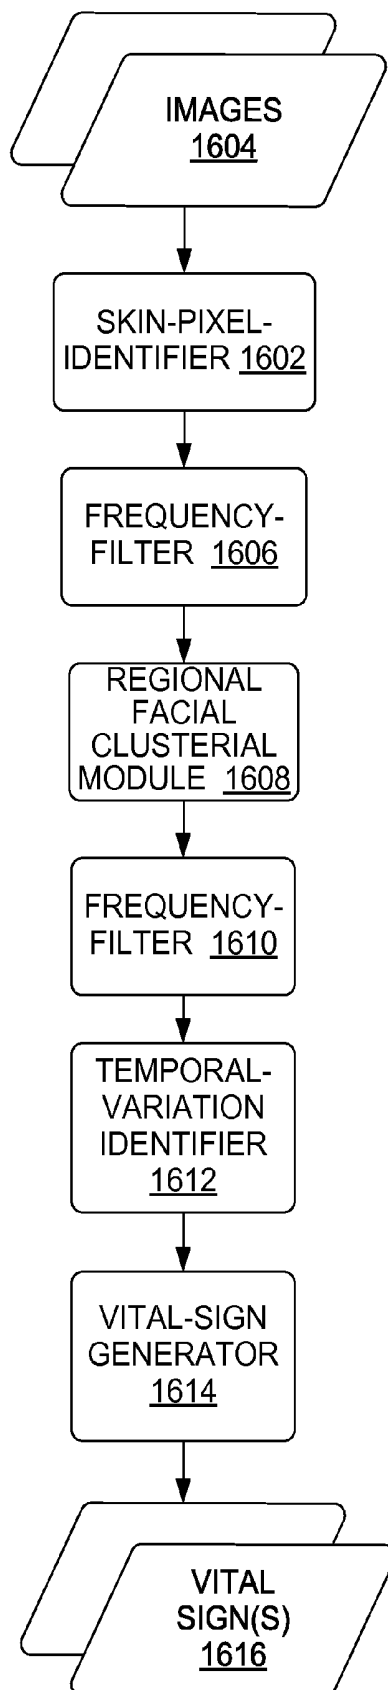 IMAGES
1604
SKIN-PIXEL-
IDENTIFIER 1602
FREQUENCY-
FILTER 1606
REGIONAL
FACIAL
CLUSTERIAL
MODULE 1608
FREQUENCY-
FILTER 1610
TEMPORAL-
VARIATION
IDENTIFIER
1612
VITAL-SIGN
GENERATOR
1614
VITAL
SIGN(S)
1616